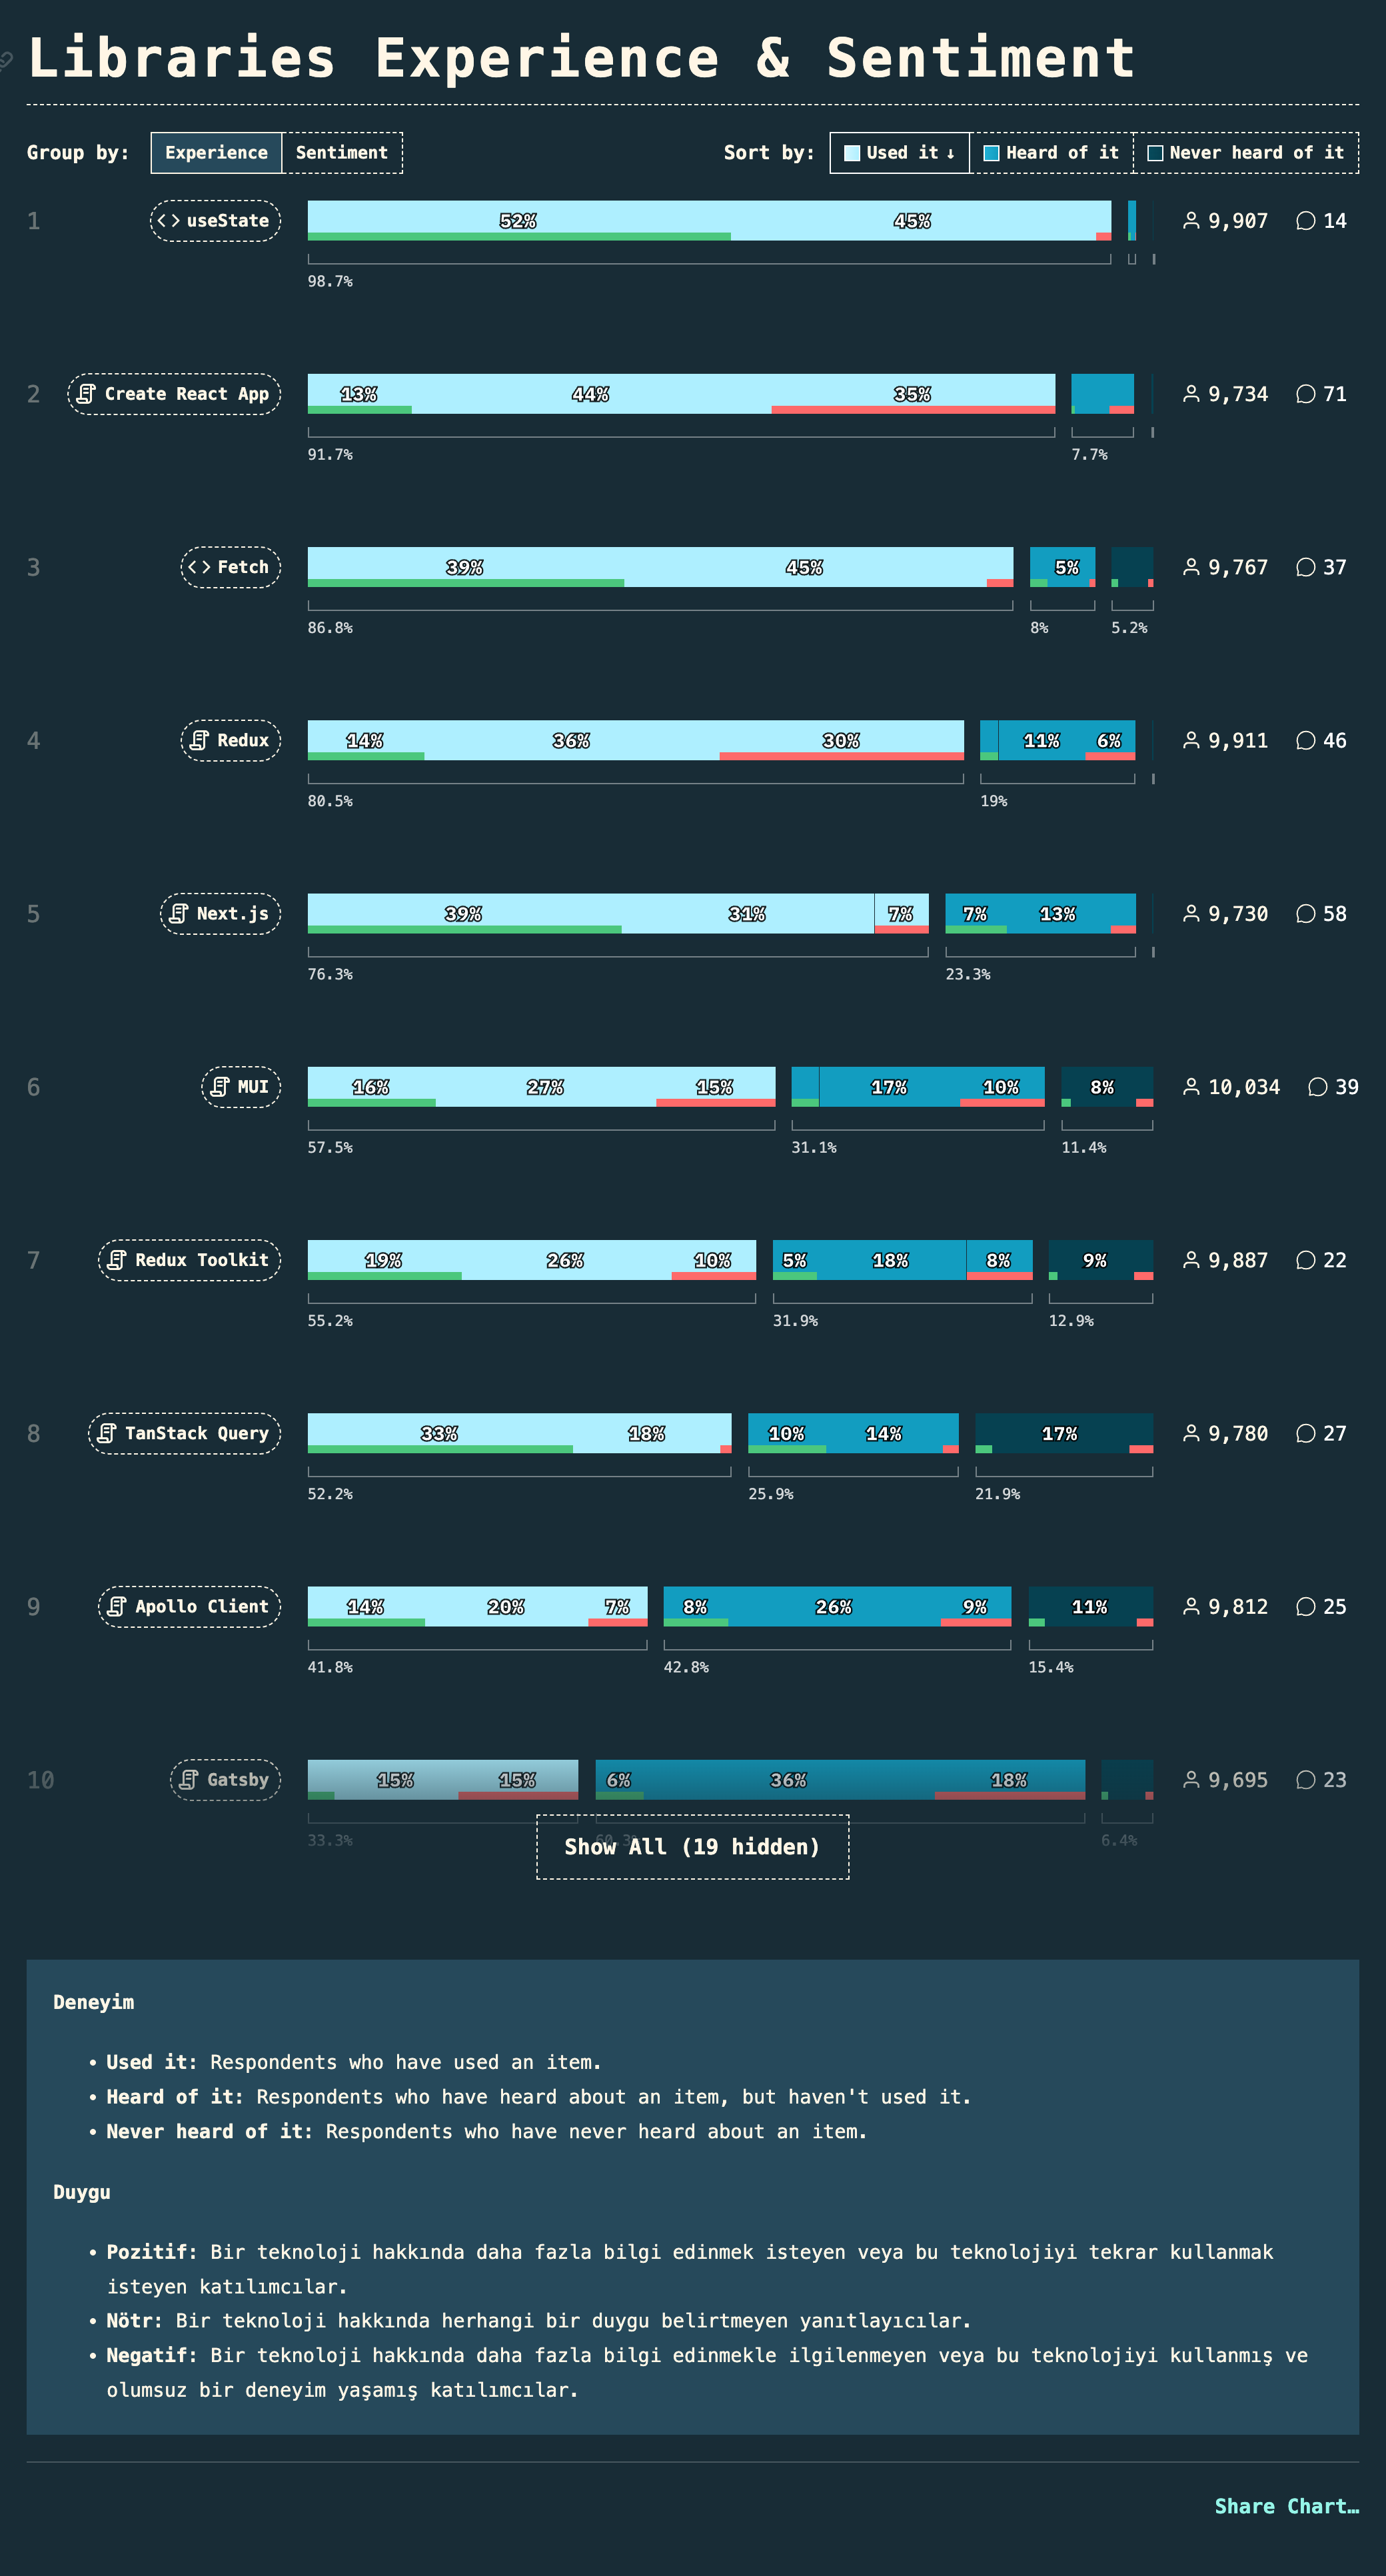 Libraries Experience & Sentiment
Group by: Experience Sentiment Sort by: Used it ↓ Heard of it Never heard of it
1 useState 52% 45% 9,907 14
98.7%
2 Create React App 13% 44% 35% 9,734 71
91.7% 7.7%
3 Fetch 39% 45% 5% 9,767 37
86.8% 8% 5.2%
4 Redux 14% 36% 30% 11% 6% 9,911 46
80.5% 19%
5 Next.js 39% 31% 7% 7% 13% 9,730 58
76.3% 23.3%
6 MUI 16% 27% 15% 17% 10% 8% 10,034 39
57.5% 31.1% 11.4%
7 Redux Toolkit 19% 26% 10% 5% 18% 8% 9% 9,887 22
55.2% 31.9% 12.9%
8 TanStack Query 33% 18% 10% 14% 17% 9,780 27
52.2% 25.9% 21.9%
9 Apollo Client 14% 20% 7% 8% 26% 9% 11% 9,812 25
41.8% 42.8% 15.4%
10 Gatsby 15% 15% 6% 36% 18% 9,695 23
33.3% 60.3% 6.4%
Show All (19 hidden)
Deneyim
• Used it: Respondents who have used an item.
• Heard of it: Respondents who have heard about an item, but haven't used it.
• Never heard of it: Respondents who have never heard about an item.
Duygu
• Pozitif: Bir teknoloji hakkında daha fazla bilgi edinmek isteyen veya bu teknolojiyi tekrar kullanmak
isteyen katılımcılar.
• Nötr: Bir teknoloji hakkında herhangi bir duygu belirtmeyen yanıtlayıcılar.
• Negatif: Bir teknoloji hakkında daha fazla bilgi edinmekle ilgilenmeyen veya bu teknolojiyi kullanmış ve
olumsuz bir deneyim yaşamış katılımcılar.
Share Chart…